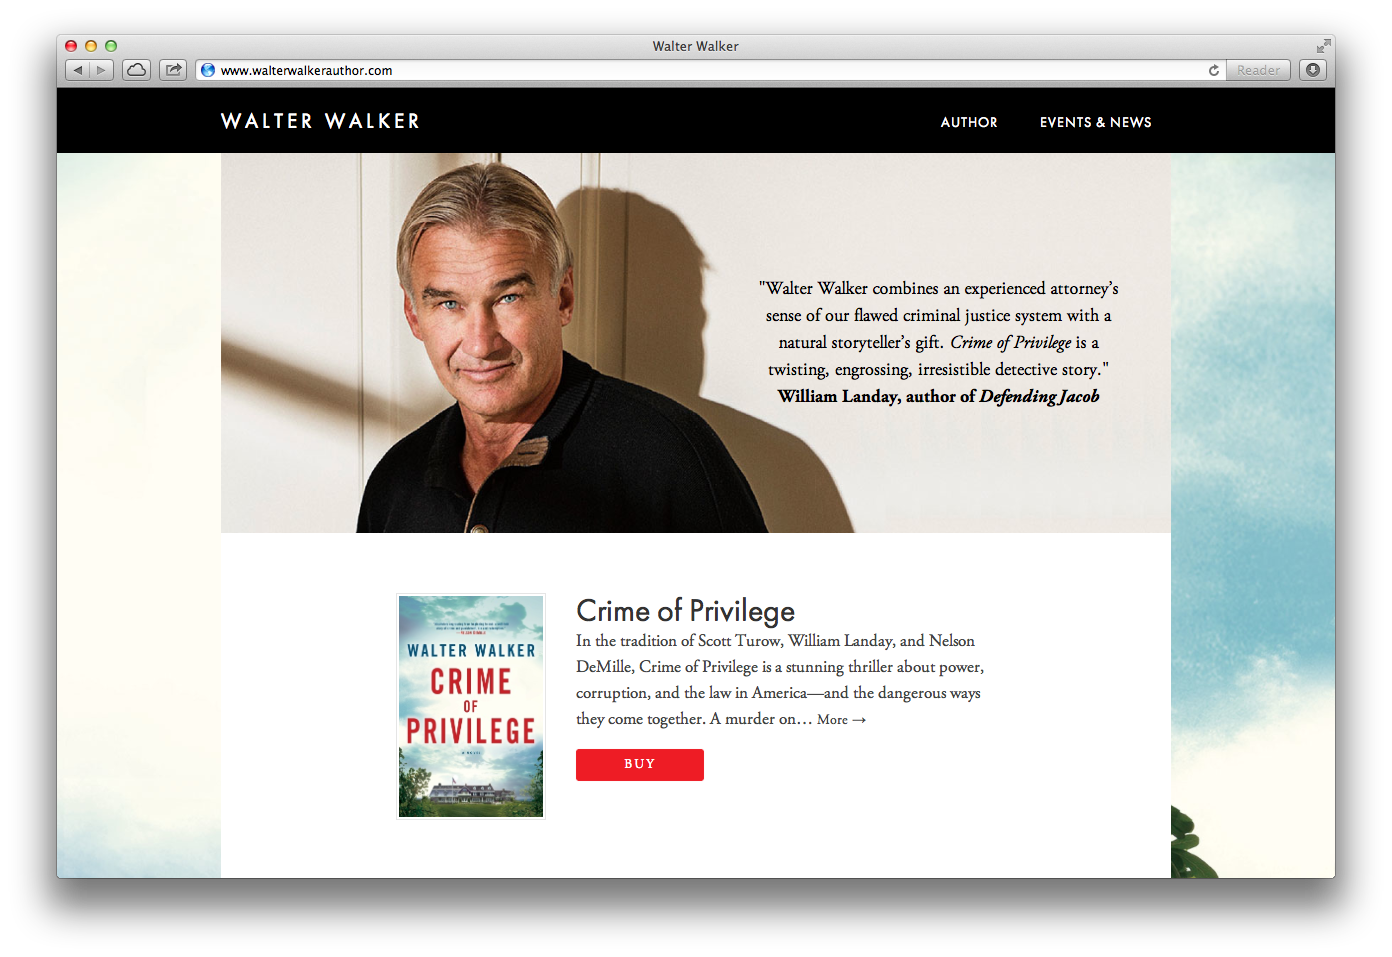 Walter Walker
www.walterwalkerauthor.com
Reader
WALTER WALKER
AUTHOR
EVENTS & NEWS
"Walter Walker combines an experienced attorney’s
sense of our flawed criminal justice system with a
natural storyteller’s gift. Crime of Privilege is a
twisting, engrossing, irresistible detective story."
William Landay, author of Defending Jacob
WALTER WALKER
CRIME
OF
PRIVILEGE
A NOVEL
Crime of Privilege
In the tradition of Scott Turow, William Landay, and Nelson
DeMille, Crime of Privilege is a stunning thriller about power,
corruption, and the law in America—and the dangerous ways
they come together. A murder on… More →
BUY